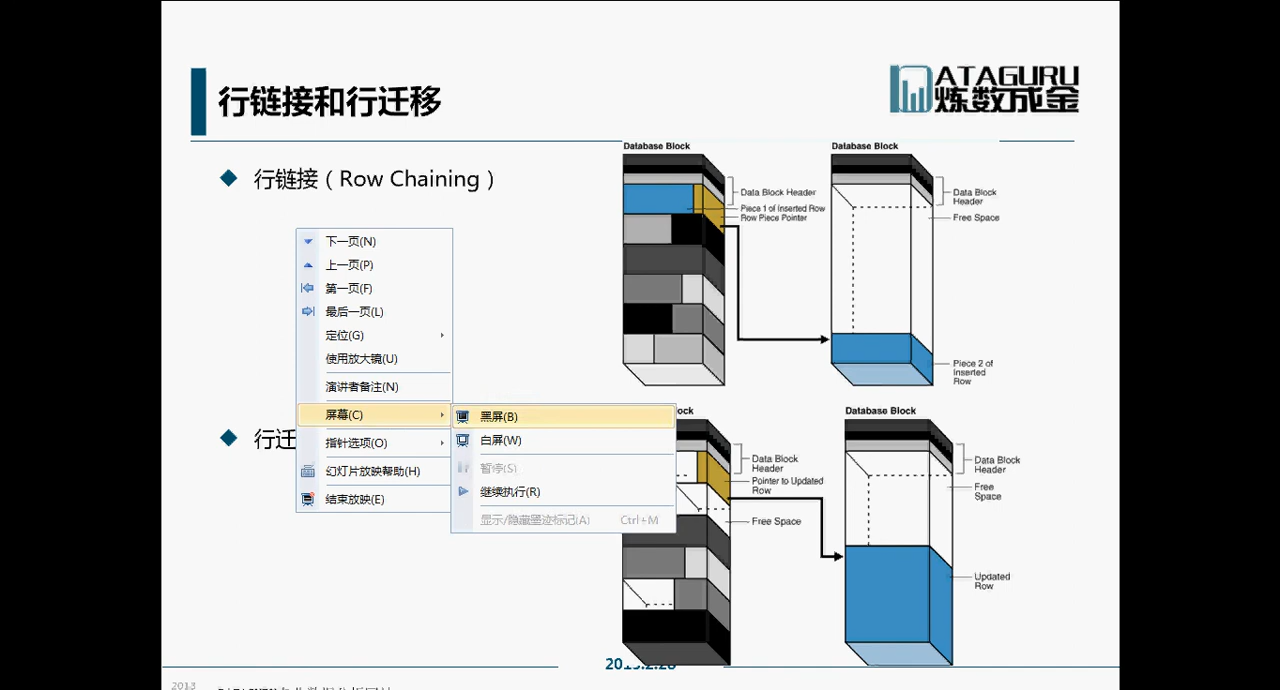 行链接和行迁移
ATAGURU
炼数成金
行链接（Row Chaining）
Database Block
Data Block Header
Piece 1 of Inserted Row
Row Piece Pointer
Database Block
Data Block
Header
Free Space
Piece 2 of
Inserted
Row
下一页(N)
上一页(P)
第一页(F)
最后一页(L)
定位(G)
使用放大镜(U)
演讲者备注(N)
屏幕(C)
指针选项(O)
幻灯片放映帮助(H)
结束放映(E)
黑屏(B)
白屏(W)
暂停(S)
继续执行(R)
显示/隐藏墨迹标记(A) Ctrl+M
行迁
ock
Data Block
Header
Pointer to Updated
Row
Free Space
Database Block
Data Block
Header
Free
Space
Updated
Row
2013